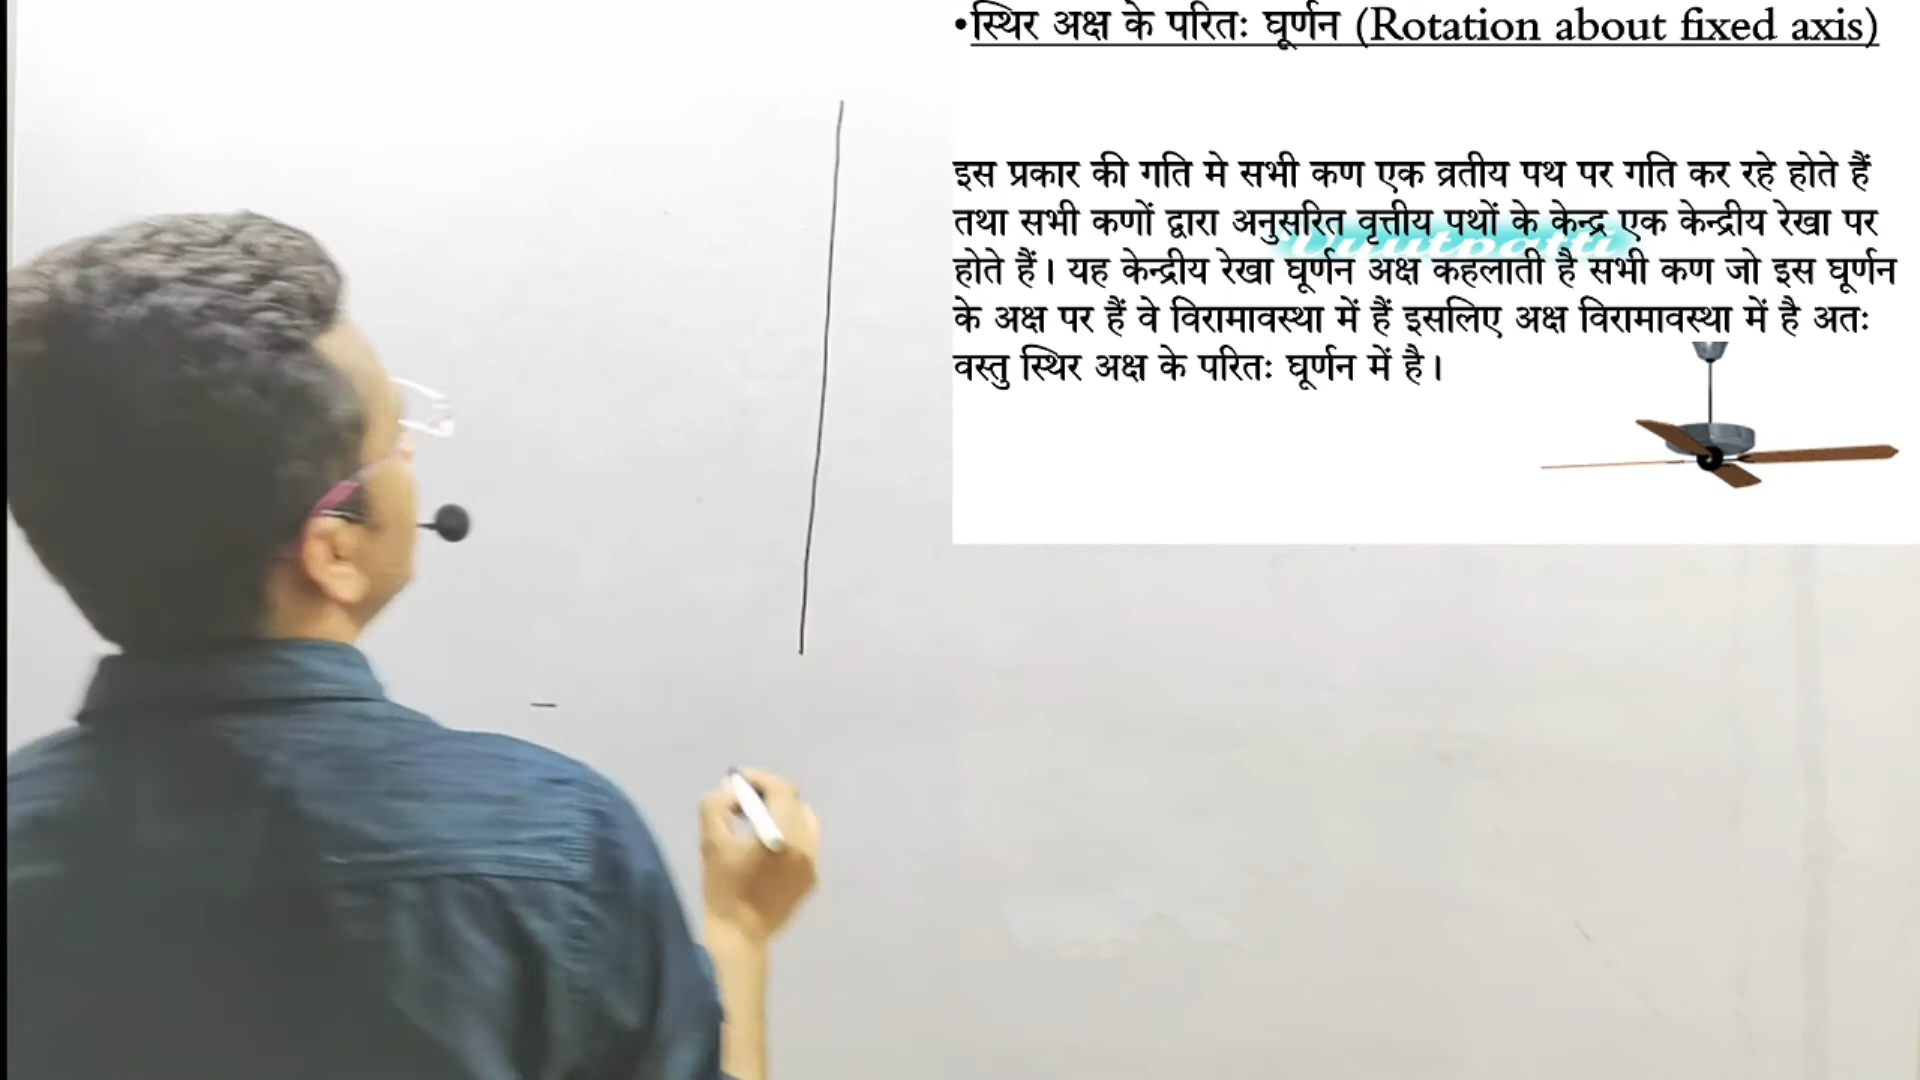 •स्थिर अक्ष के परितः घूर्णन (Rotation about fixed axis)
इस प्रकार की गति मे सभी कण एक व्रतीय पथ पर गति कर रहे होते हैं
तथा सभी कणों द्वारा अनुसरित वृत्तीय पथों के केन्द्र एक केन्द्रीय रेखा पर
होते हैं। यह केन्द्रीय रेखा घूर्णन अक्ष कहलाती है सभी कण जो इस घूर्णन
के अक्ष पर हैं वे विरामावस्था में हैं इसलिए अक्ष विरामावस्था में है अतः
वस्तु स्थिर अक्ष के परितः घूर्णन में है।